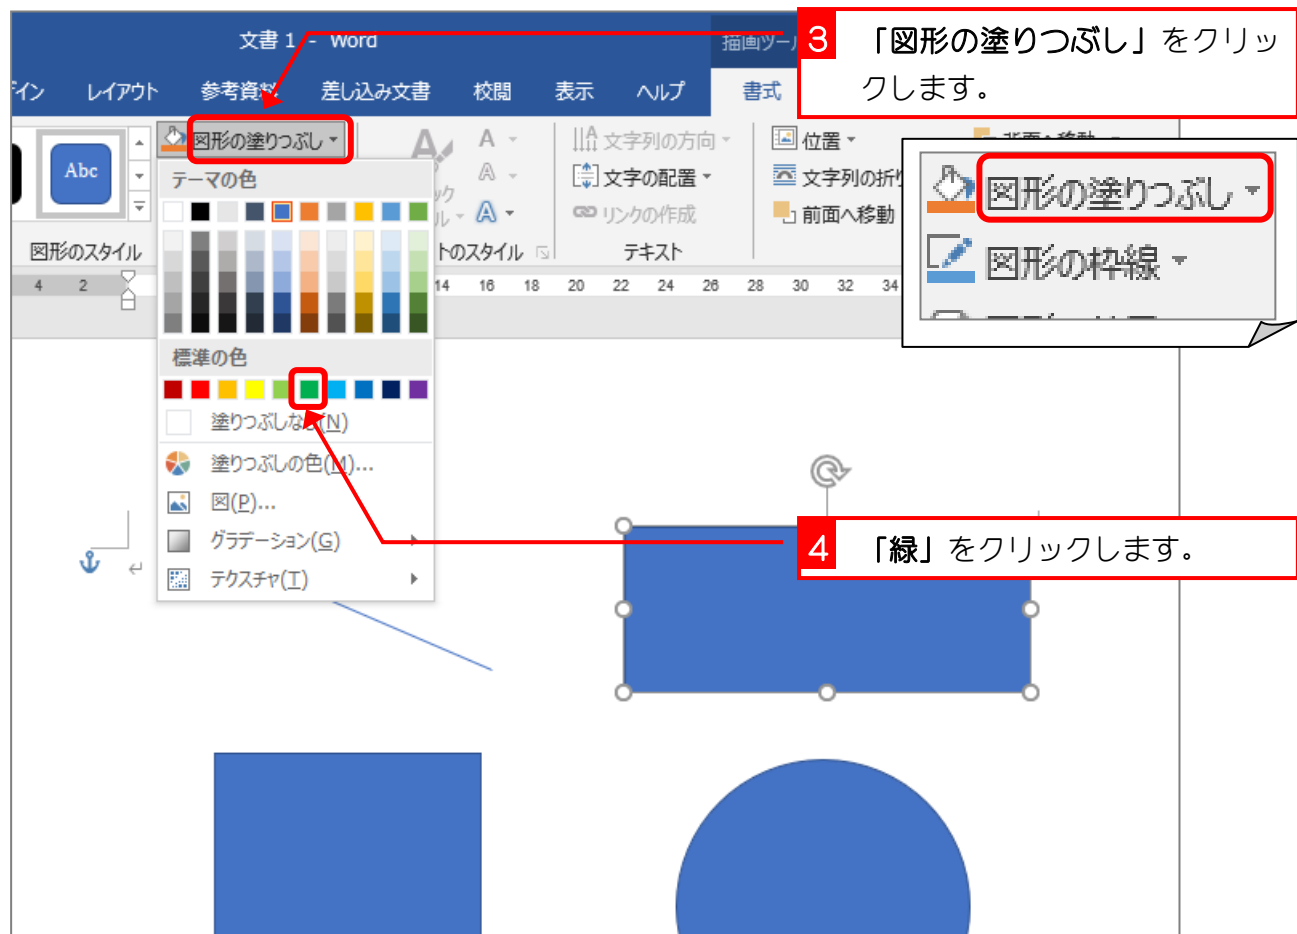 文書 1 - Word
描画ツー
3 「図形の塗りつぶし」をクリッ
クします。
イン レイアウト 参考資料 差し込み文書 校閲 表示 ヘルプ 書式
図形の塗りつぶし
A
文字列の方向
位置
Abc
テーマの色
文字の配置
文字列の折り
リンクの作成
前面へ移動
図形の塗りつぶし
図形の枠線
図形のスタイル
トのスタイル
テキスト
4 2 14 16 18 20 22 24 26 28 30 32 34
標準の色
塗りつぶしなし(N)
塗りつぶしの色(M)...
図(P)...
グラデーション(G)
テクスチャ(T)
4 「緑」をクリックします。